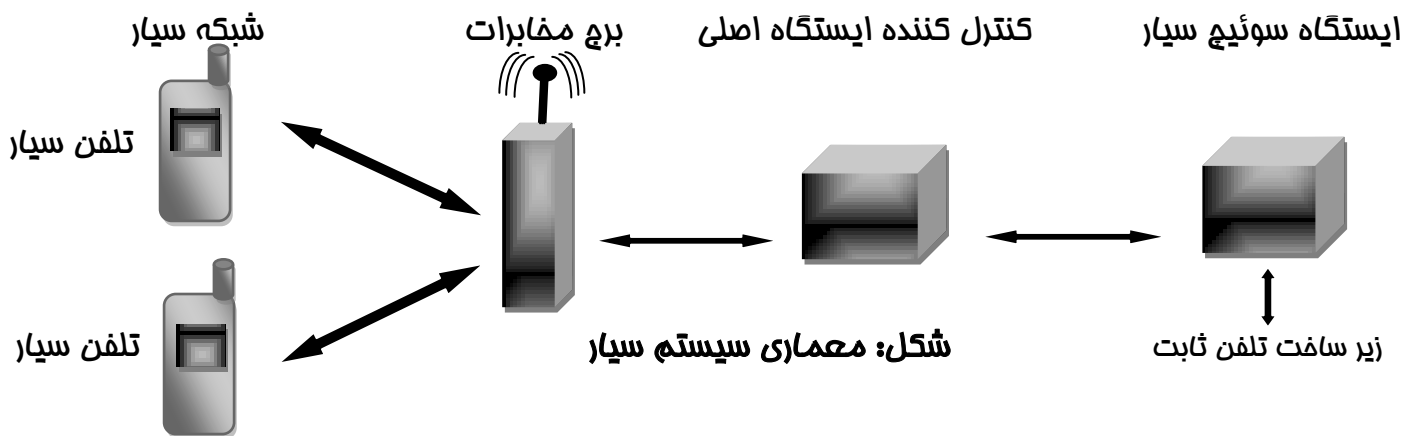 ایستگاه سوئیچ سیار
کنترل کننده ایستگاه اصلی
برج مخابرات
شبکه سیار
تلفن سیار
تلفن سیار
شکل: معماری سیستم سیار
زیر ساخت تلفن ثابت